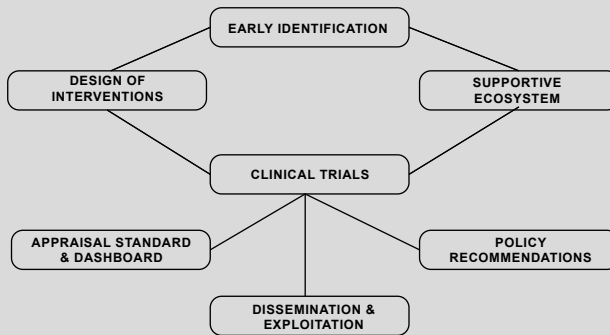 EARLY IDENTIFICATION
DESIGN OF
INTERVENTIONS
SUPPORTIVE
ECOSYSTEM
CLINICAL TRIALS
APPRAISAL STANDARD
& DASHBOARD
POLICY
RECOMMENDATIONS
DISSEMINATION &
EXPLOITATION